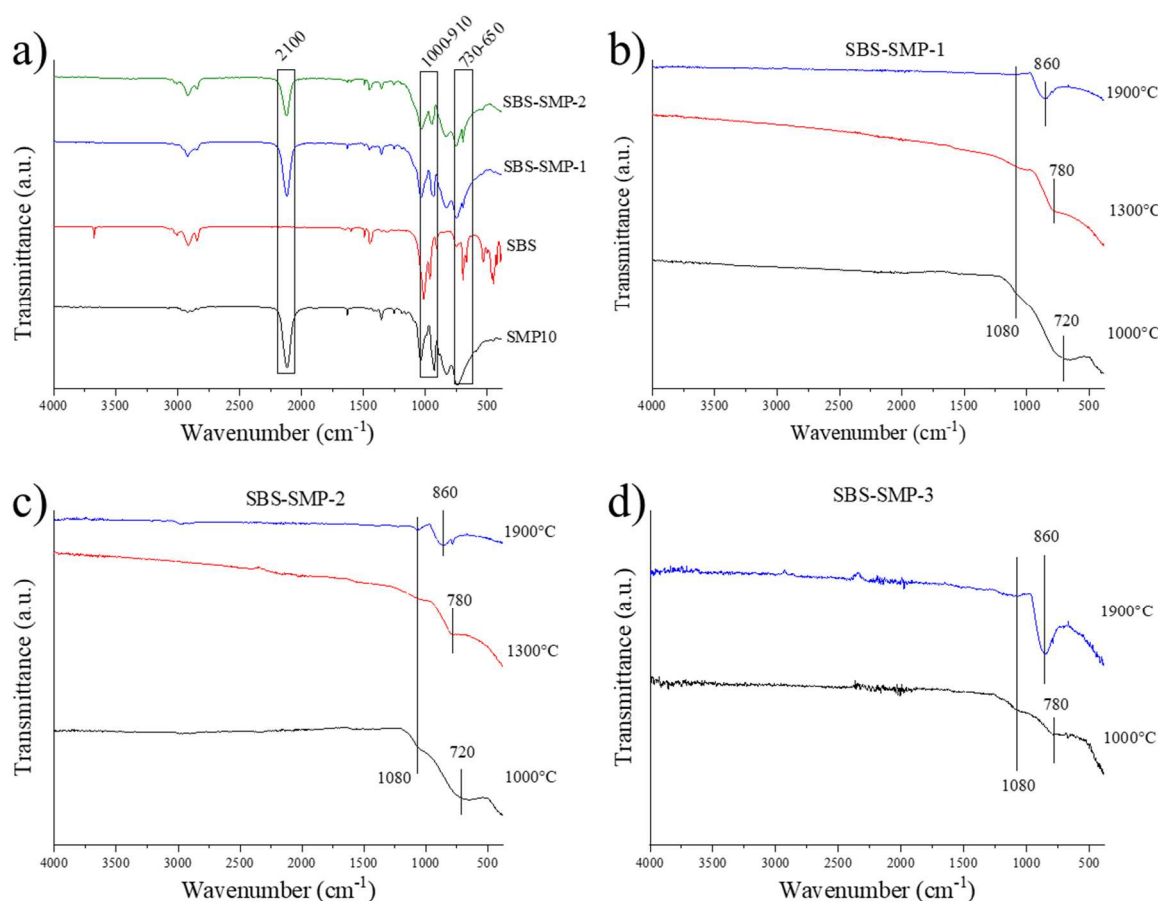 a)
2100
1000-910
730-650
SBS-SMP-2
SBS-SMP-1
SBS
SMP10
Transmittance (a.u.)
4000 3500 3000 2500 2000 1500 1000 500
Wavenumber (cm⁻¹)
b)
SBS-SMP-1
860
1900°C
780
1300°C
1080
720
1000°C
Transmittance (a.u.)
4000 3500 3000 2500 2000 1500 1000 500
Wavenumber (cm⁻¹)
c)
SBS-SMP-2
860
1900°C
780
1300°C
720
1080
1000°C
Transmittance (a.u.)
4000 3500 3000 2500 2000 1500 1000 500
Wavenumber (cm⁻¹)
d)
SBS-SMP-3
860
1900°C
780
1000°C
1080
Transmittance (a.u.)
4000 3500 3000 2500 2000 1500 1000 500
Wavenumber (cm⁻¹)